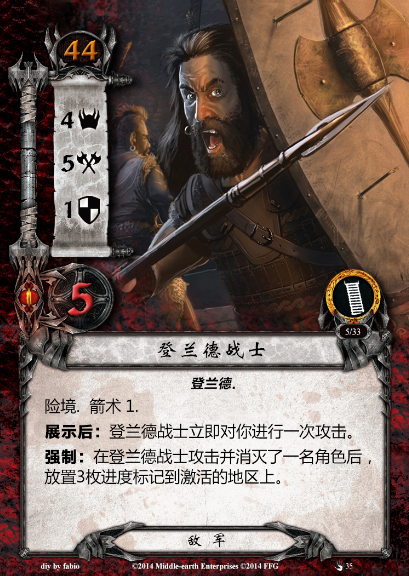 44
4
5
1
5
5/33
登兰德战士
登兰德.
险境. 箭术 1.
展示后：登兰德战士立即对你进行一次攻击。
强制：在登兰德战士攻击并消灭了一名角色后，
放置3枚进度标记到激活的地区上。
敌军
diy by fabio ©2014 Middle-earth Enterprises ©2014 FFG 35